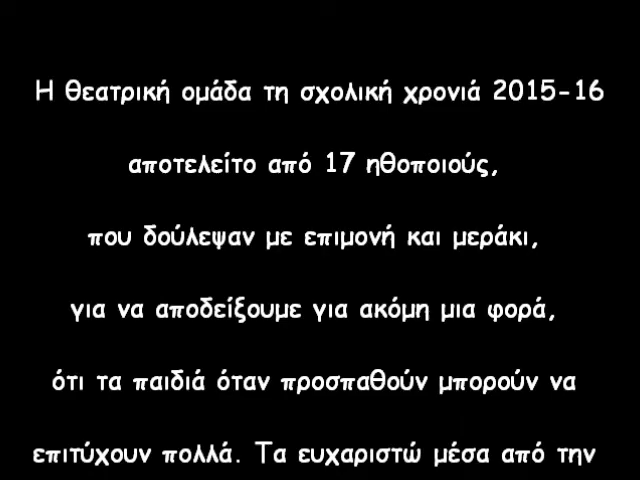 Η θεατρική ομάδα τη σχολική χρονιά 2015-16
αποτελείτο από 17 ηθοποιούς,
που δούλεψαν με επιμονή και μεράκι,
για να αποδείξουμε για ακόμη μια φορά,
ότι τα παιδιά όταν προσπαθούν μπορούν να
επιτύχουν πολλά. Τα ευχαριστώ μέσα από την